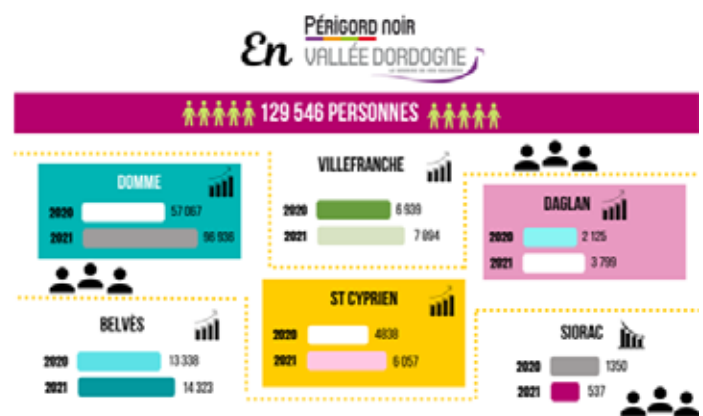 En PÉRIGORD NOIR
VALLÉE DORDOGNE
129 546 PERSONNES
DOMME
2020 57 067
2021 96 936
VILLEFRANCHE
2020 6 939
2021 7 894
DAGLAN
2020 2 125
2021 3 799
BELVÈS
2020 13 338
2021 14 323
ST CYPRIEN
2020 4838
2021 6 057
SIORAC
2020 1350
2021 537